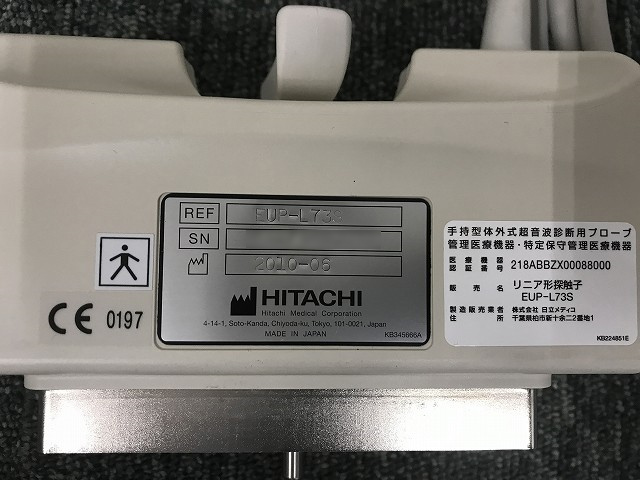 REF EUP-L73S
SN
2010-06
HITACHI
Hitachi Medical Corporation
4-14-1, Soto-Kanda, Chiyoda-ku, Tokyo, 101-0021, Japan
MADE IN JAPAN
KB345666A
CE 0197
手持型体外式超音波診断用プローブ
管理医療機器・特定保守管理医療機器
医療機器認証番号 218ABBZX00088000
販売名 リニア形探触子
EUP-L73S
製造販売業者 株式会社 日立メディコ
住所 千葉県柏市新十余二2番地1
KB224851E